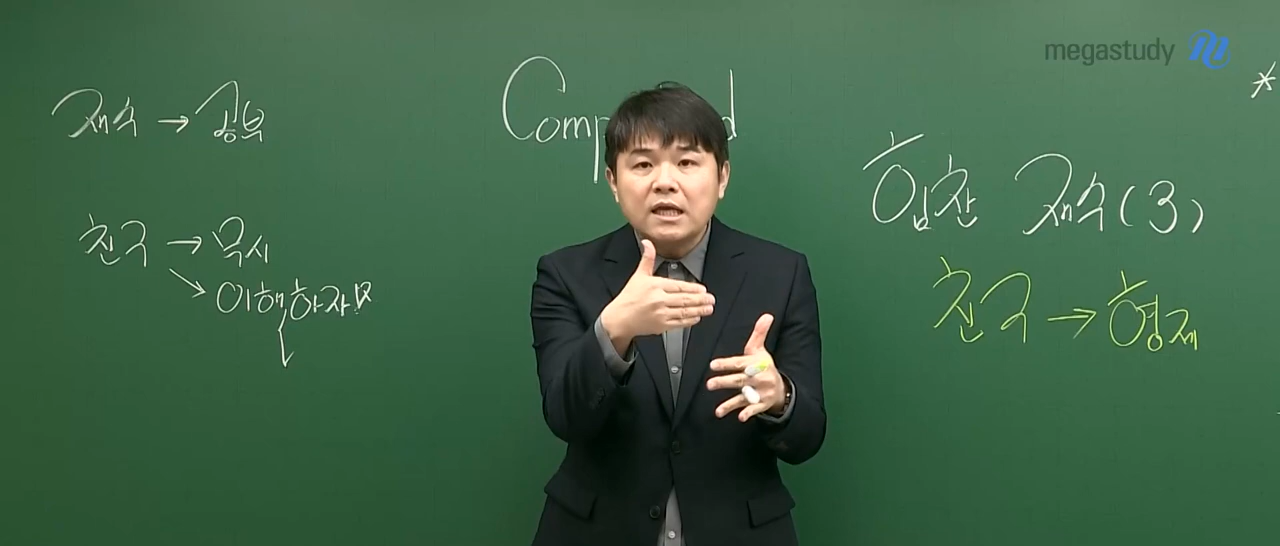 megastudy
재수 → 공부
친구 → 무시
이해하자
힘찬 재수 (3)
친구 → 형제